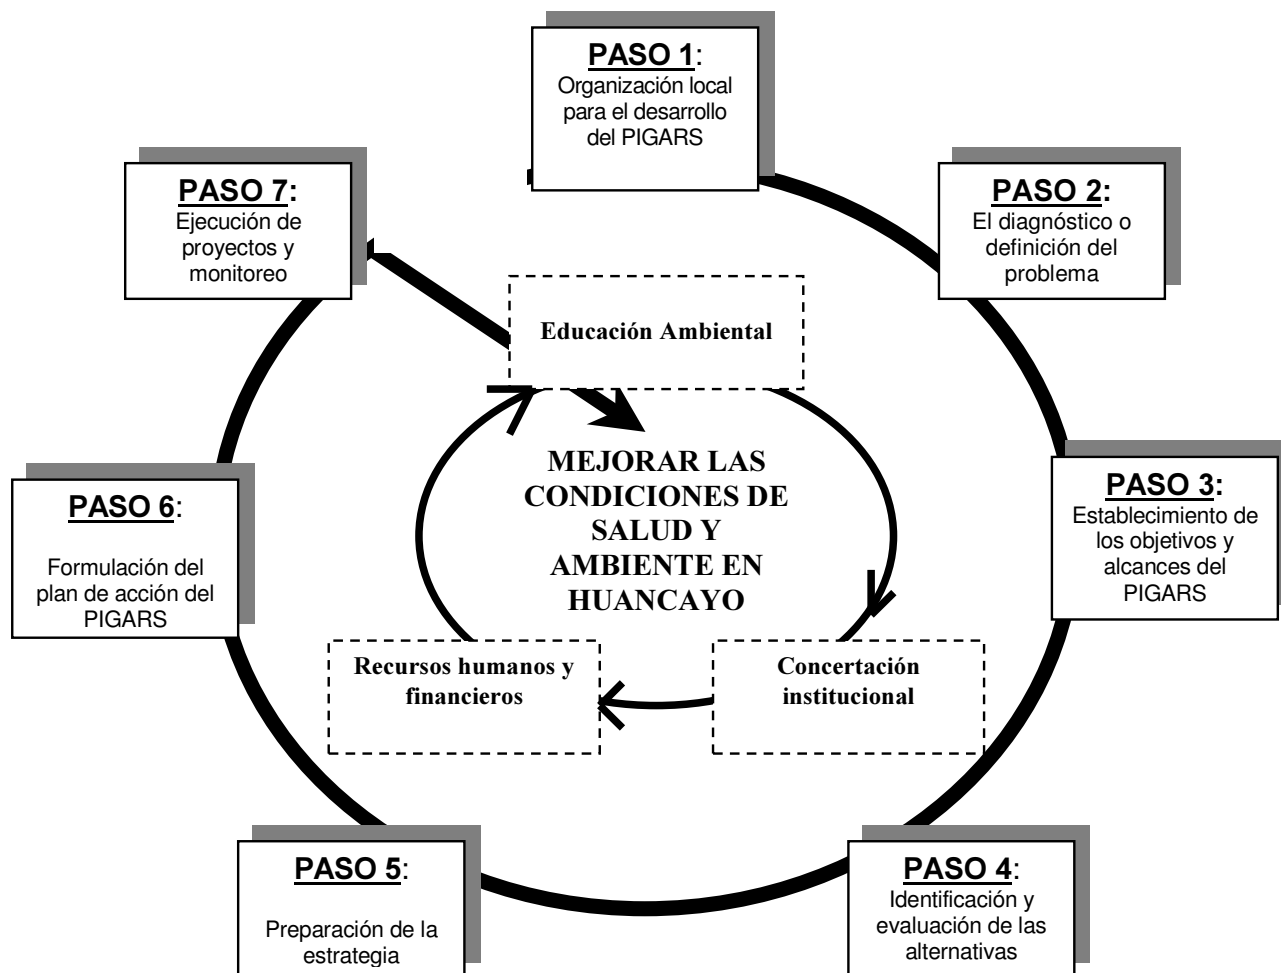 PASO 1:
Organización local
para el desarrollo
del PIGARS
PASO 2:
El diagnóstico o
definición del
problema
PASO 3:
Establecimiento de
los objetivos y
alcances del
PIGARS
PASO 4:
Identificación y
evaluación de las
alternativas
PASO 5:
Preparación de la
estrategia
PASO 6:
Formulación del
plan de acción del
PIGARS
PASO 7:
Ejecución de
proyectos y
monitoreo
Educación Ambiental
MEJORAR LAS
CONDICIONES DE
SALUD Y
AMBIENTE EN
HUANCAYO
Concertación
institucional
Recursos humanos y
financieros